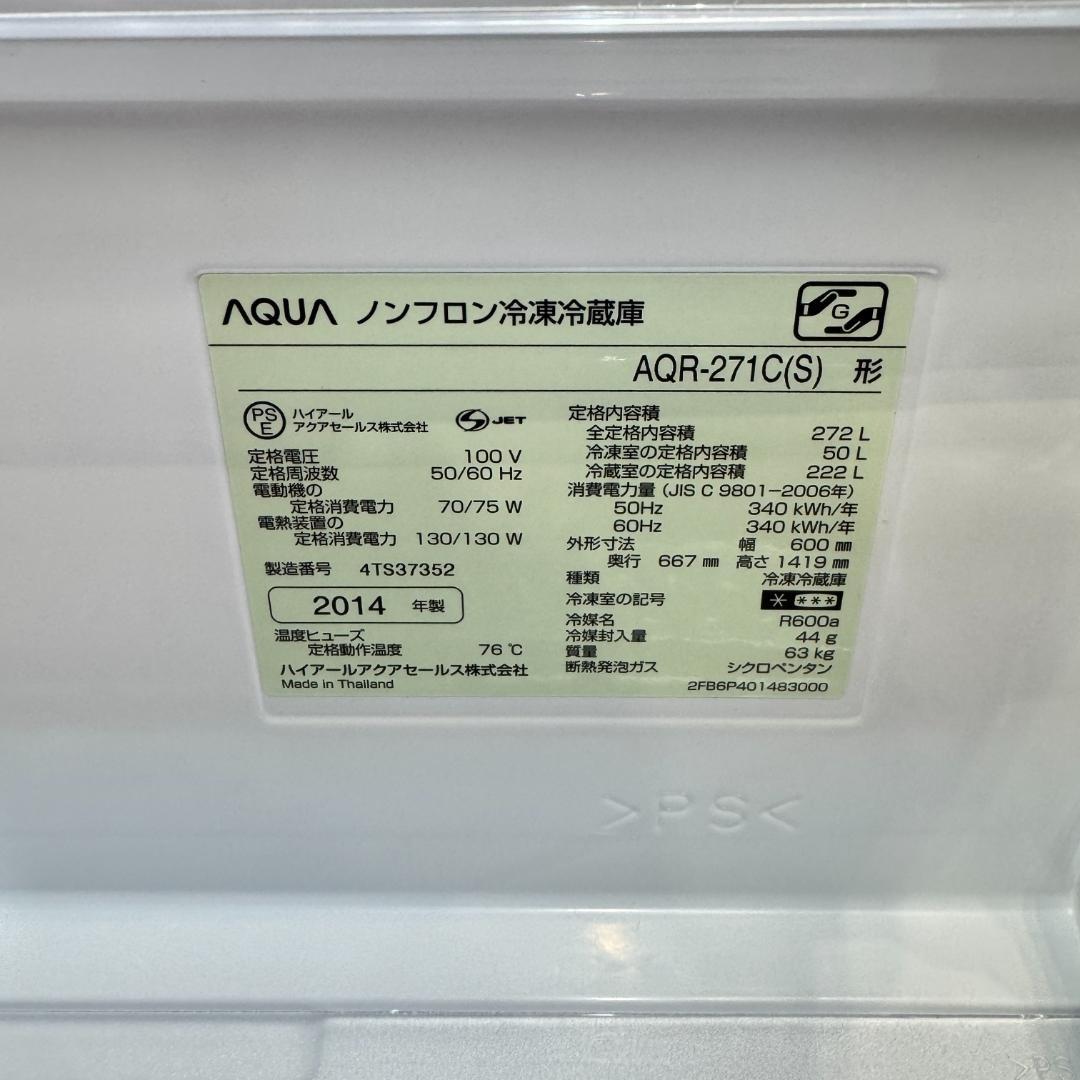 AQUA ノンフロン冷凍冷蔵庫
G
AQR-271C(S) 形
PS
E
ハイアール
アクアセールス株式会社
S JET
定格電圧 100 V
定格周波数 50/60 Hz
電動機の
定格消費電力 70/75 W
電熱装置の
定格消費電力 130/130 W
製造番号 4TS37352
2014 年製
温度ヒューズ
定格動作温度 76 ℃
ハイアールアクアセールス株式会社
Made in Thailand
定格内容積
全定格内容積 272 L
冷凍室の定格内容積 50 L
冷蔵室の定格内容積 222 L
消費電力量 (JIS C 9801-2006年)
50Hz 340 kWh/年
60Hz 340 kWh/年
外形寸法 幅 600 ㎜
奥行 667 ㎜ 高さ 1419 ㎜
種類 冷凍冷蔵庫
冷凍室の記号 * ***
冷媒名 R600a
冷媒封入量 44 g
質量 63 kg
断熱発泡ガス シクロペンタン
2FB6P401483000
>PS<
>PS